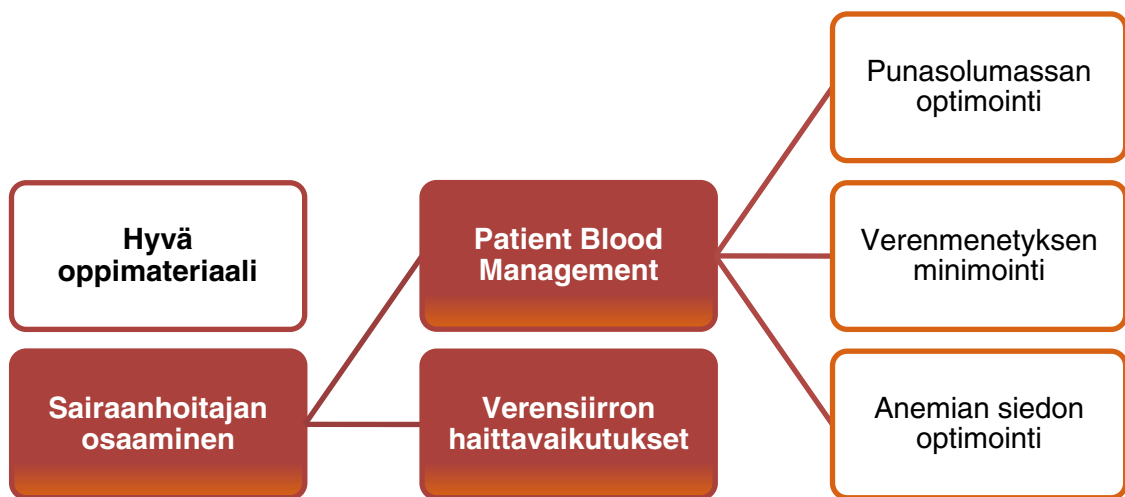 Hyvä
oppimateriaali
Sairaanhoitajan
osaaminen
Patient Blood
Management
Verensiirron
haittavaikutukset
Punasolumassan
optimointi
Verenmenetyksen
minimointi
Anemian siedon
optimointi